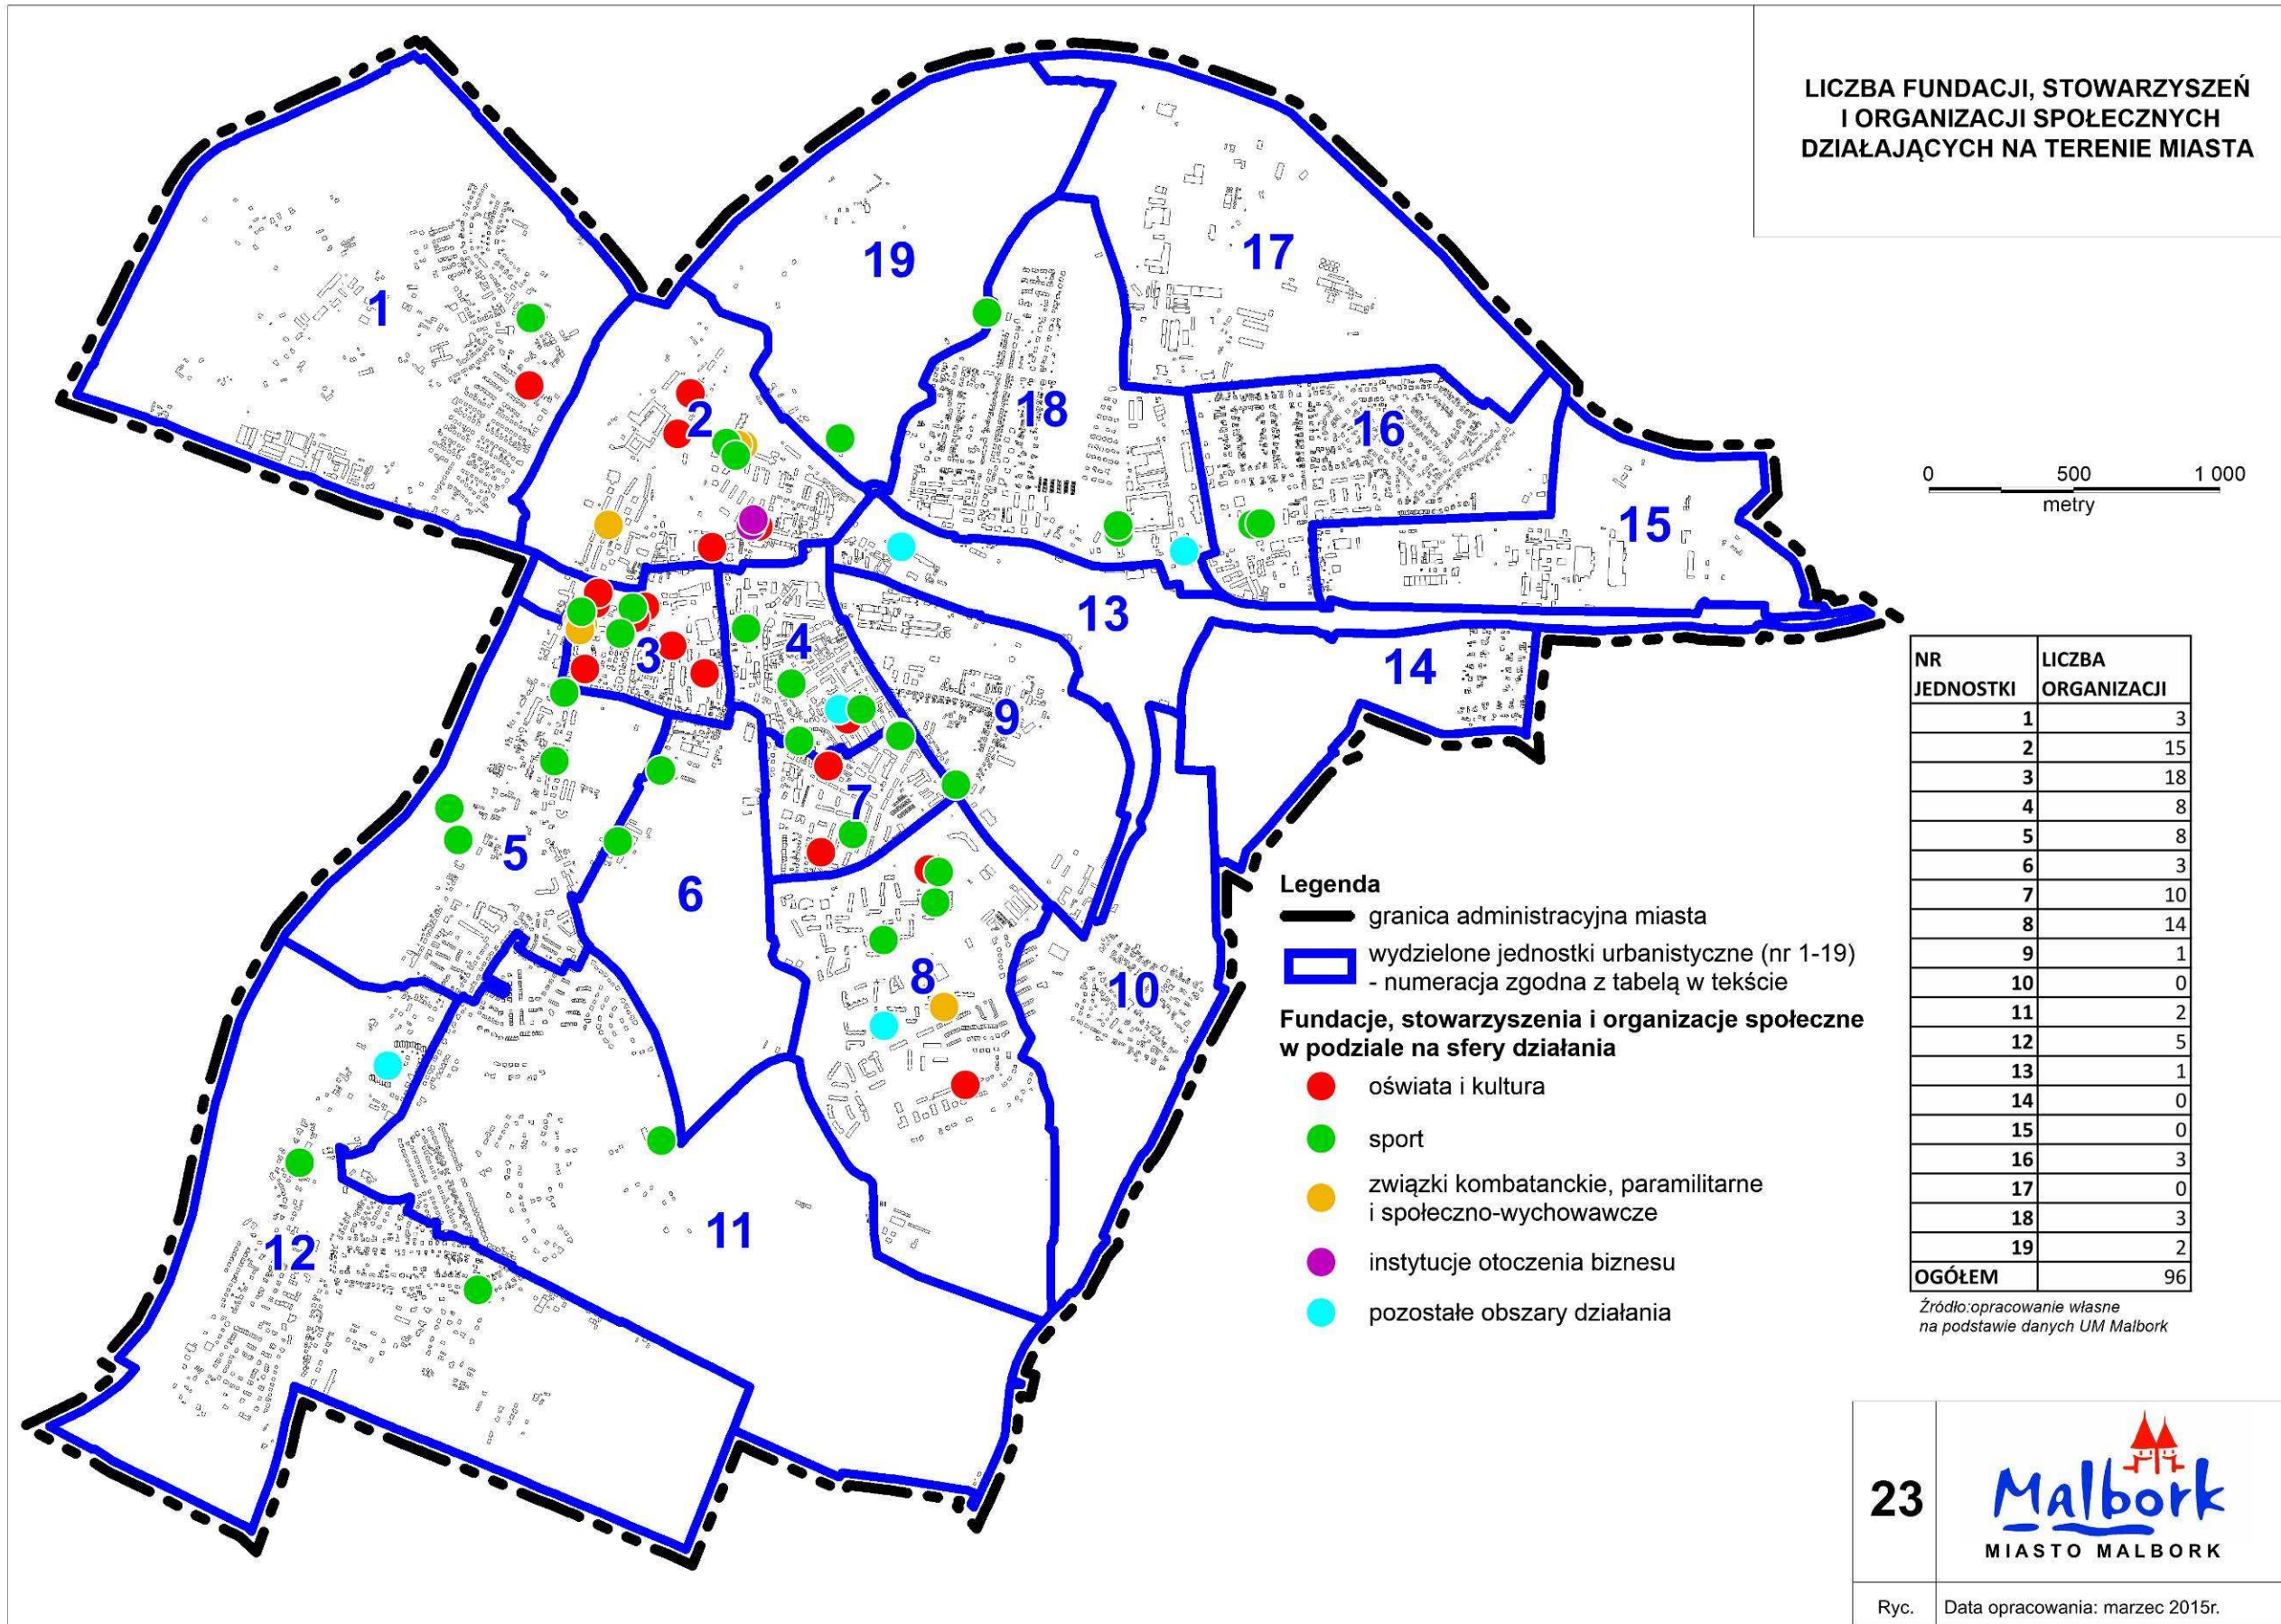 LICZBA FUNDACJI, STOWARZYSZEŃ
I ORGANIZACJI SPOŁECZNYCH
DZIAŁAJĄCYCH NA TERENIE MIASTA
1
2
3
4
5
6
7
8
9
10
11
12
13
14
15
16
17
18
19
0 500 1 000
metry
NR JEDNOSTKI LICZBA ORGANIZACJI
1 3
2 15
3 18
4 8
5 8
6 3
7 10
8 14
9 1
10 0
11 2
12 5
13 1
14 0
15 0
16 3
17 0
18 3
19 2
OGÓŁEM 96
Źródło:opracowanie własne
na podstawie danych UM Malbork
Legenda
granica administracyjna miasta
wydzielone jednostki urbanistyczne (nr 1-19)
- numeracja zgodna z tabelą w tekście
Fundacje, stowarzyszenia i organizacje społeczne
w podziale na sfery działania
oświata i kultura
sport
związki kombatanckie, paramilitarne
i społeczno-wychowawcze
instytucje otoczenia biznesu
pozostałe obszary działania
23
Malbork
MIASTO MALBORK
Ryc. Data opracowania: marzec 2015r.